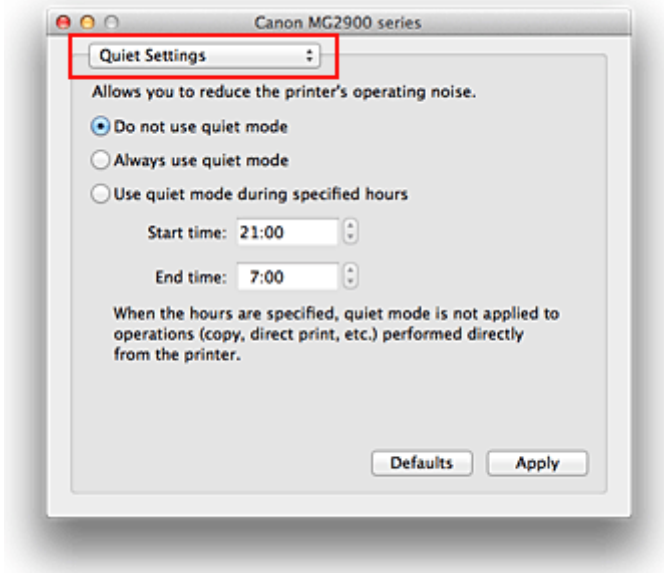 Canon MG2900 series
Quiet Settings
Allows you to reduce the printer's operating noise.
Do not use quiet mode
Always use quiet mode
Use quiet mode during specified hours
Start time: 21:00
End time: 7:00
When the hours are specified, quiet mode is not applied to
operations (copy, direct print, etc.) performed directly
from the printer.
Defaults Apply